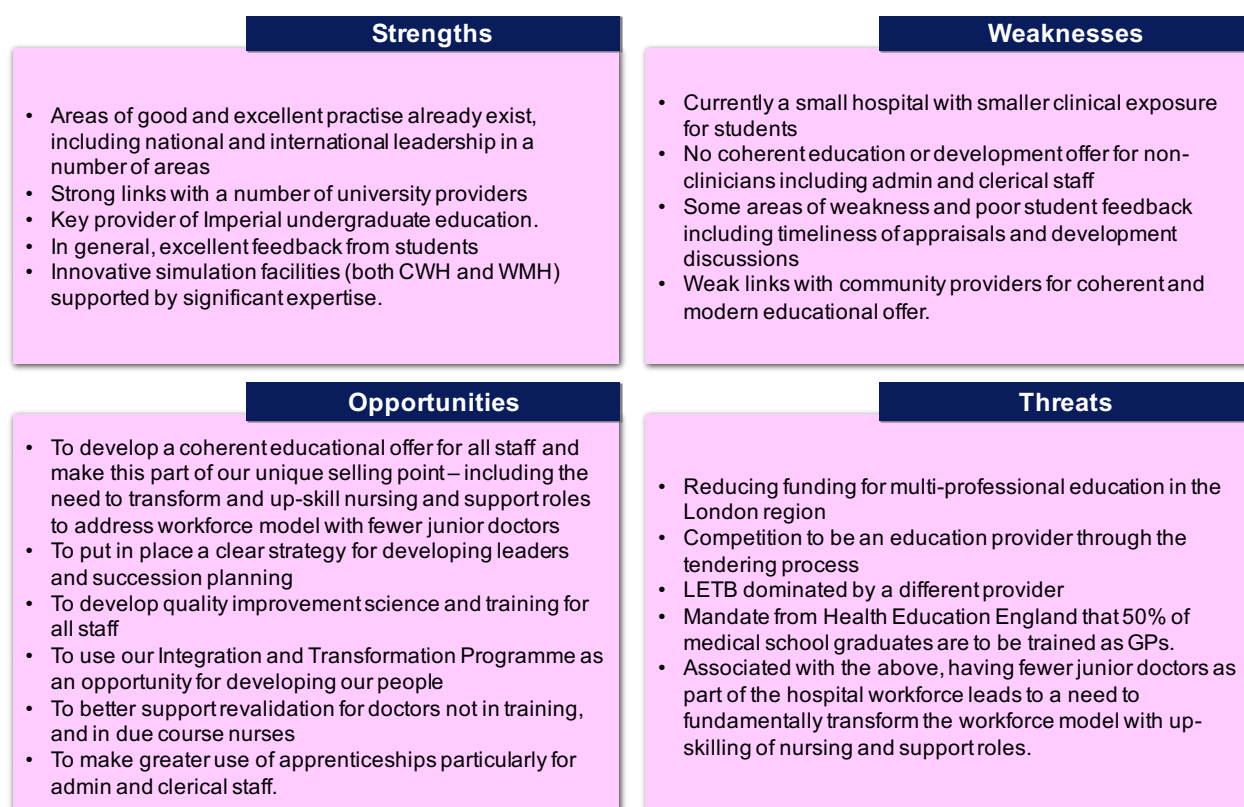 Strengths
• Areas of good and excellent practise already exist,
including national and international leadership in a
number of areas
• Strong links with a number of university providers
• Key provider of Imperial undergraduate education.
• In general, excellent feedback from students
• Innovative simulation facilities (both CWH and WMH)
supported by significant expertise.
Weaknesses
• Currently a small hospital with smaller clinical exposure
for students
• No coherent education or development offer for non-
clinicians including admin and clerical staff
• Some areas of weakness and poor student feedback
including timeliness of appraisals and development
discussions
• Weak links with community providers for coherent and
modern educational offer.
Opportunities
• To develop a coherent educational offer for all staff and
make this part of our unique selling point – including the
need to transform and up-skill nursing and support roles
to address workforce model with fewer junior doctors
• To put in place a clear strategy for developing leaders
and succession planning
• To develop quality improvement science and training for
all staff
• To use our Integration and Transformation Programme as
an opportunity for developing our people
• To better support revalidation for doctors not in training,
and in due course nurses
• To make greater use of apprenticeships particularly for
admin and clerical staff.
Threats
• Reducing funding for multi-professional education in the
London region
• Competition to be an education provider through the
tendering process
• LETB dominated by a different provider
• Mandate from Health Education England that 50% of
medical school graduates are to be trained as GPs.
• Associated with the above, having fewer junior doctors as
part of the hospital workforce leads to a need to
fundamentally transform the workforce model with up-
skilling of nursing and support roles.